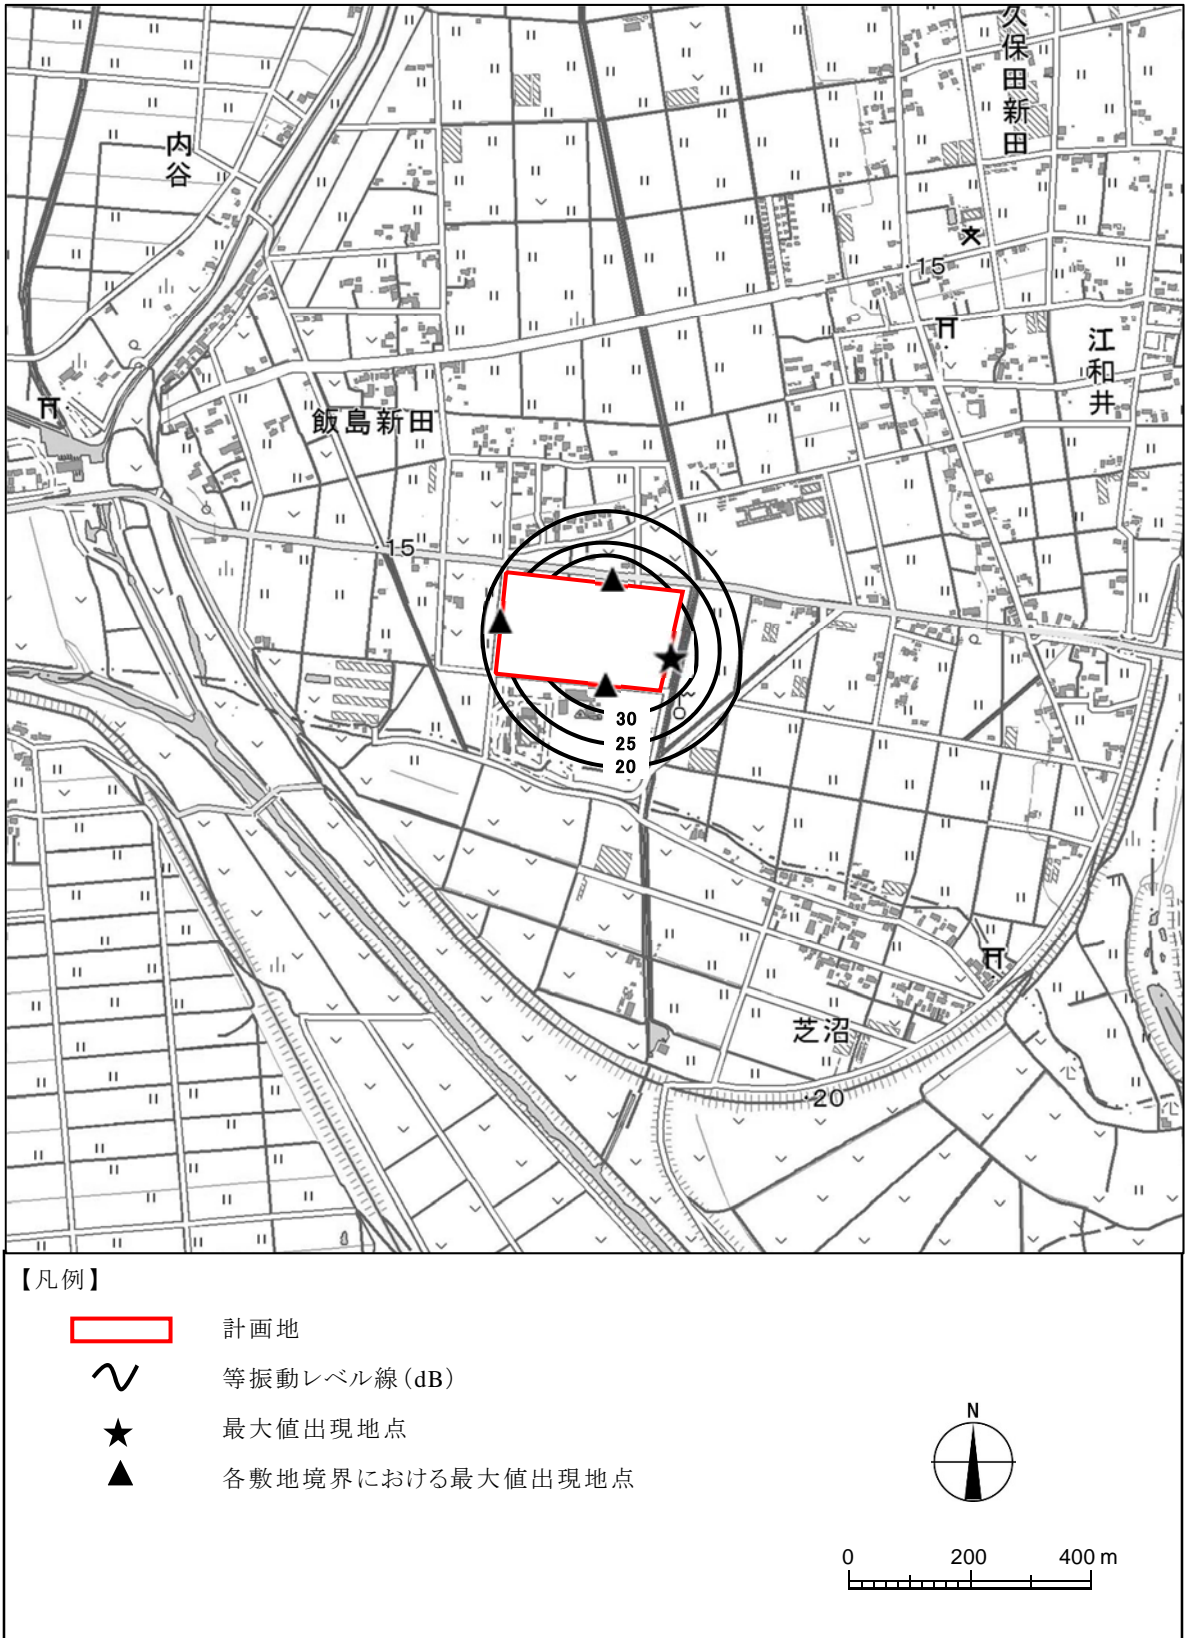 久保田新田
内谷
15
江和井
飯島新田
15
30
25
20
芝沼
20
【凡例】
計画地
等振動レベル線(dB)
最大値出現地点
各敷地境界における最大値出現地点
N
0 200 400 m